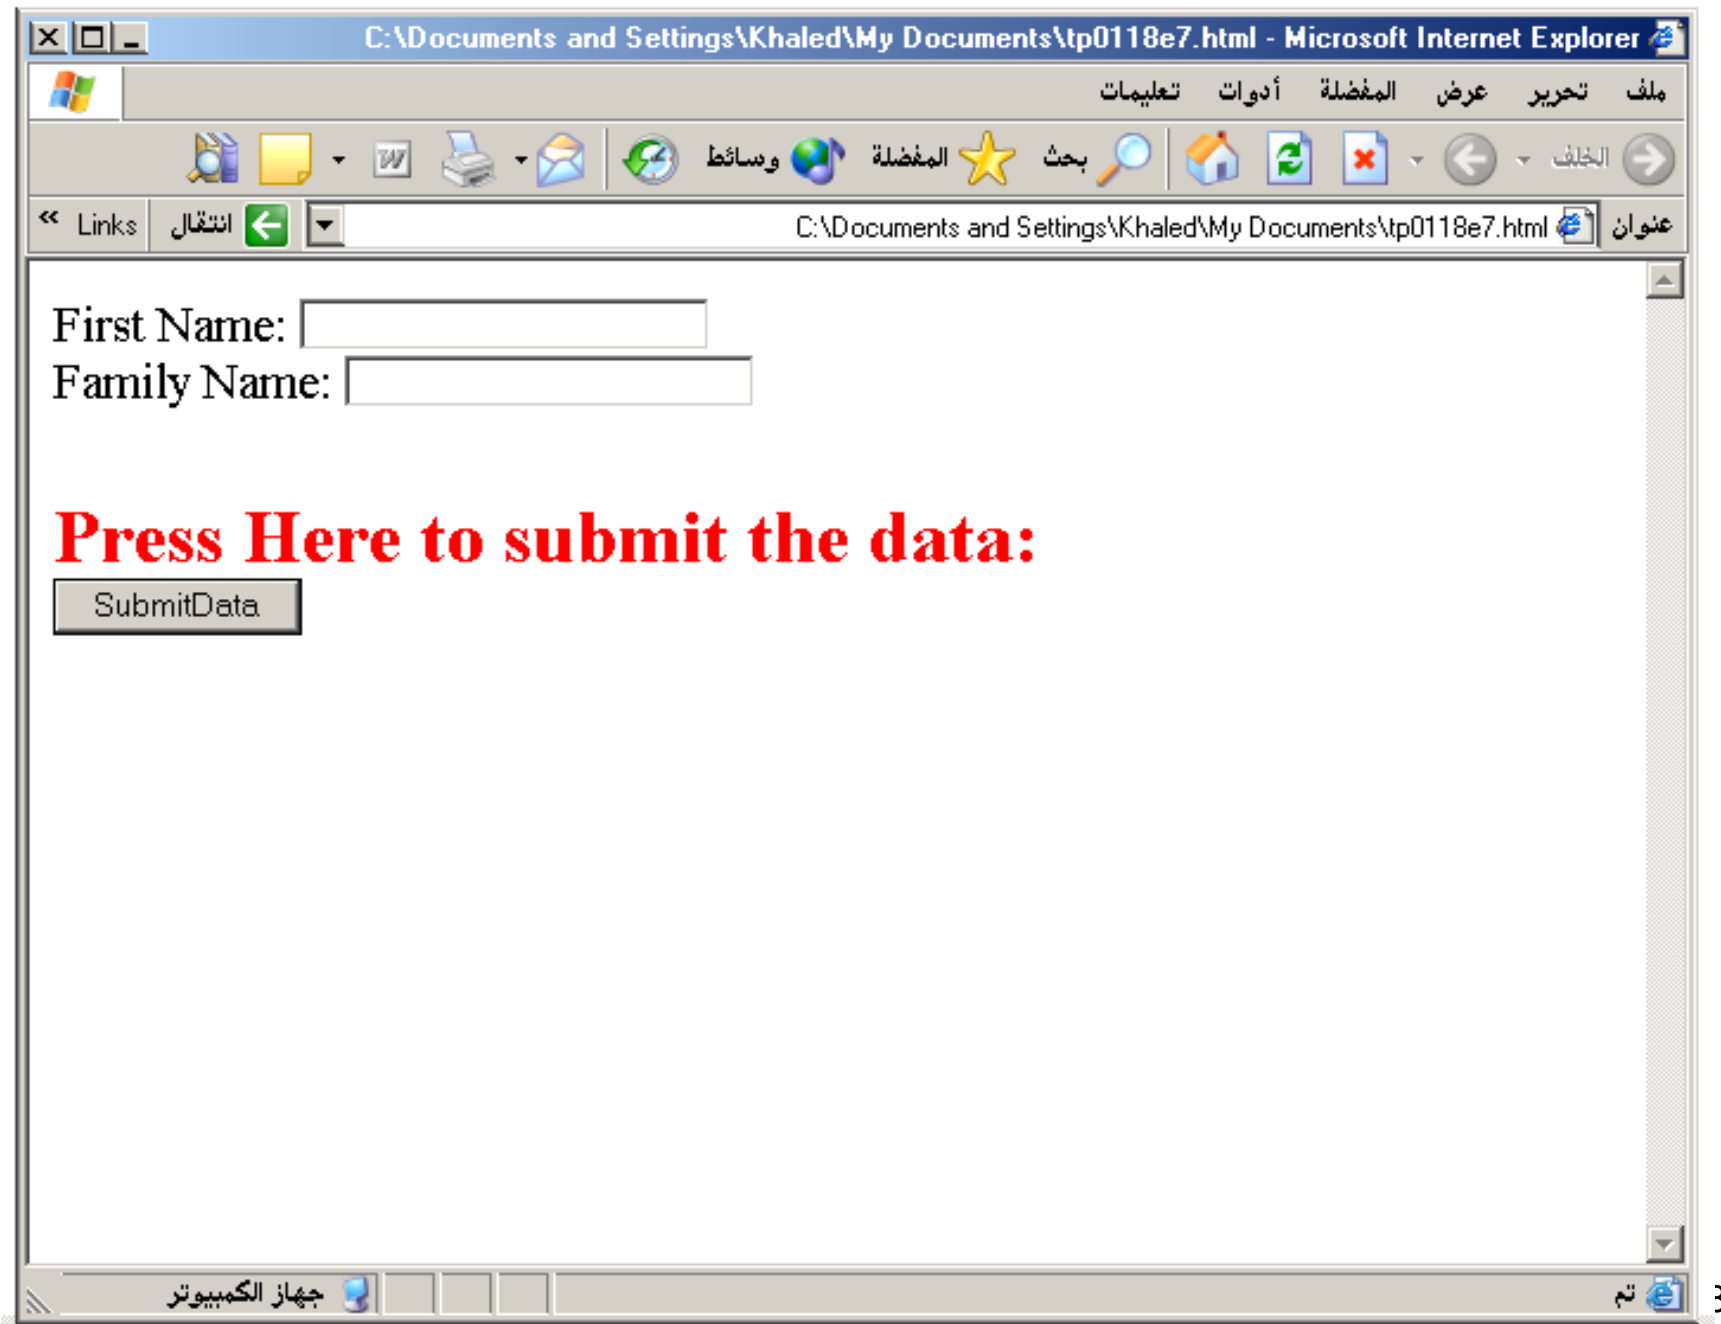 C:\Documents and Settings\Khaled\My Documents\tp0118e7.html - Microsoft Internet Explorer
ملف تحرير عرض المفضلة أدوات تعليمات
الخلف بحث المفضلة وسائط
عنوان C:\Documents and Settings\Khaled\My Documents\tp0118e7.html انتقال Links »
First Name:
Family Name:
Press Here to submit the data:
SubmitData
تم جهاز الكمبيوتر